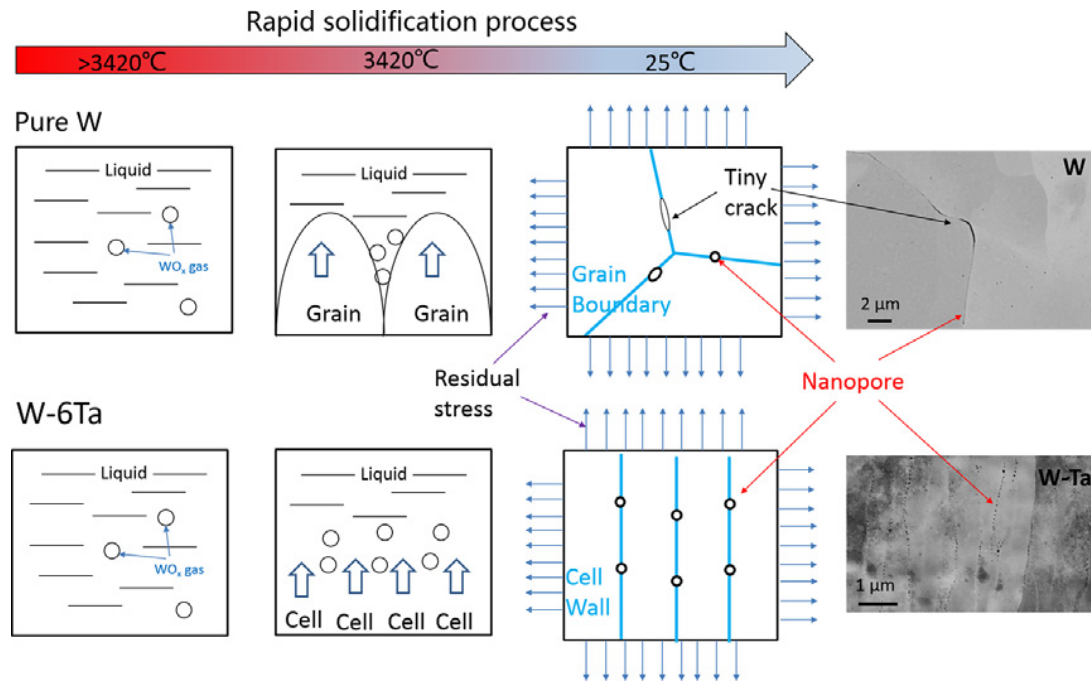 Rapid solidification process
>3420℃ 3420℃ 25℃
Pure W
Liquid
WOₓ gas
Liquid
Grain Grain
Tiny
crack
Grain
Boundary
W
2 μm
Residual
stress
Nanopore
W-6Ta
Liquid
WOₓ gas
Liquid
Cell Cell Cell Cell
Cell
Wall
W-Ta
1 μm